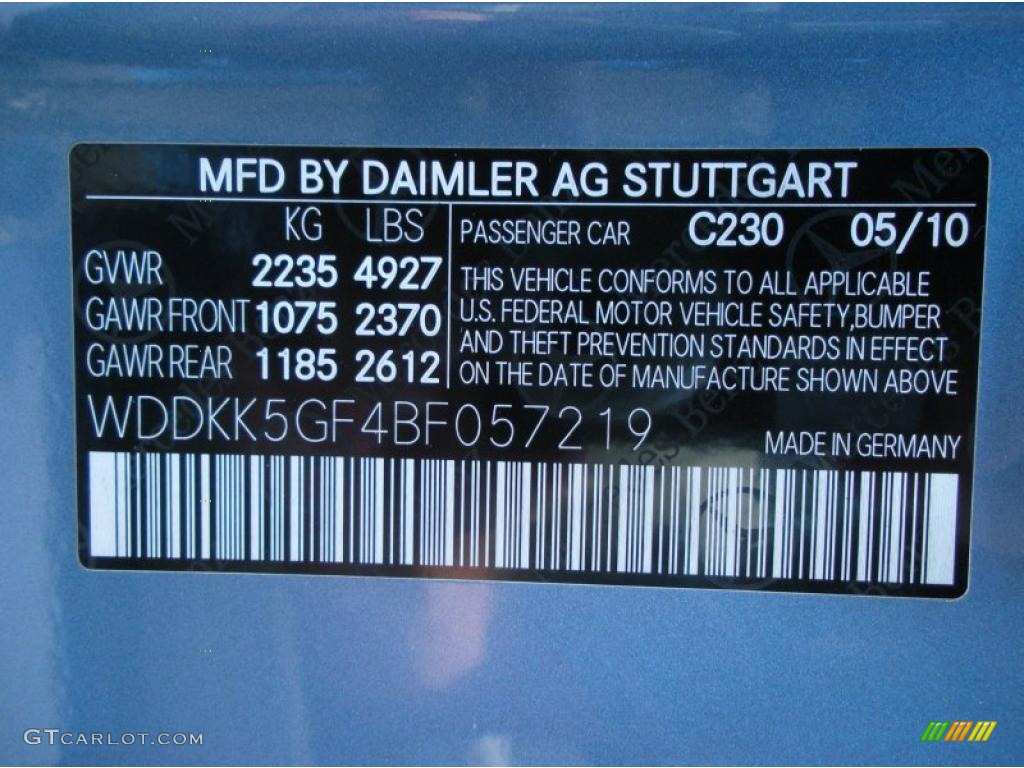 MFD BY DAIMLER AG STUTTGART
KG LBS
PASSENGER CAR C230 05/10
GVWR 2235 4927
GAWR FRONT 1075 2370
GAWR REAR 1185 2612
THIS VEHICLE CONFORMS TO ALL APPLICABLE
U.S. FEDERAL MOTOR VEHICLE SAFETY,BUMPER
AND THEFT PREVENTION STANDARDS IN EFFECT
ON THE DATE OF MANUFACTURE SHOWN ABOVE
WDDKK5GF4BF057219
MADE IN GERMANY
GTCARLOT.COM